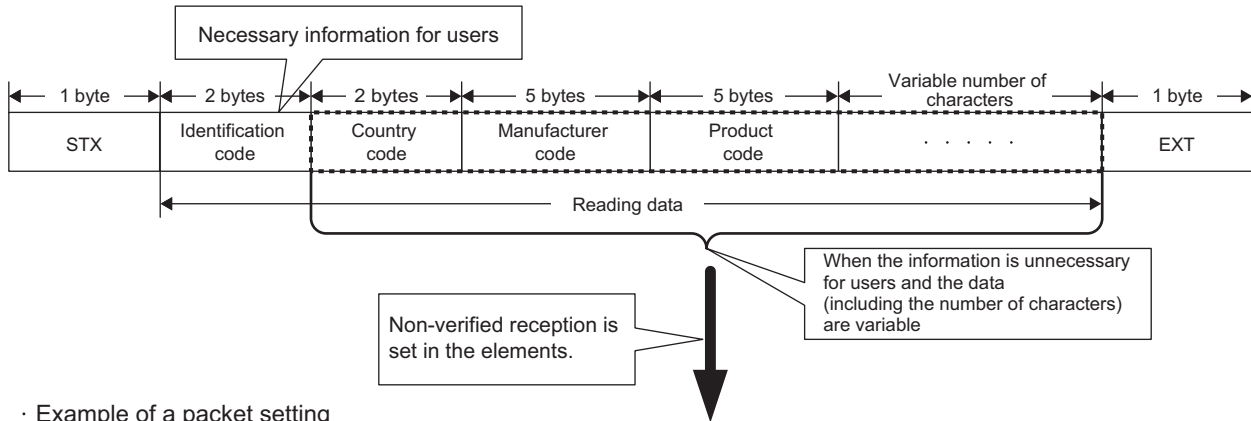 Necessary information for users
1 byte
2 bytes
2 bytes
5 bytes
5 bytes
Variable number of
characters
1 byte
STX
Identification
code
Country
code
Manufacturer
code
Product
code
· · · · ·
EXT
Reading data
When the information is unnecessary
for users and the data
(including the number of characters)
are variable
Non-verified reception is
set in the elements.
· Example of a packet setting